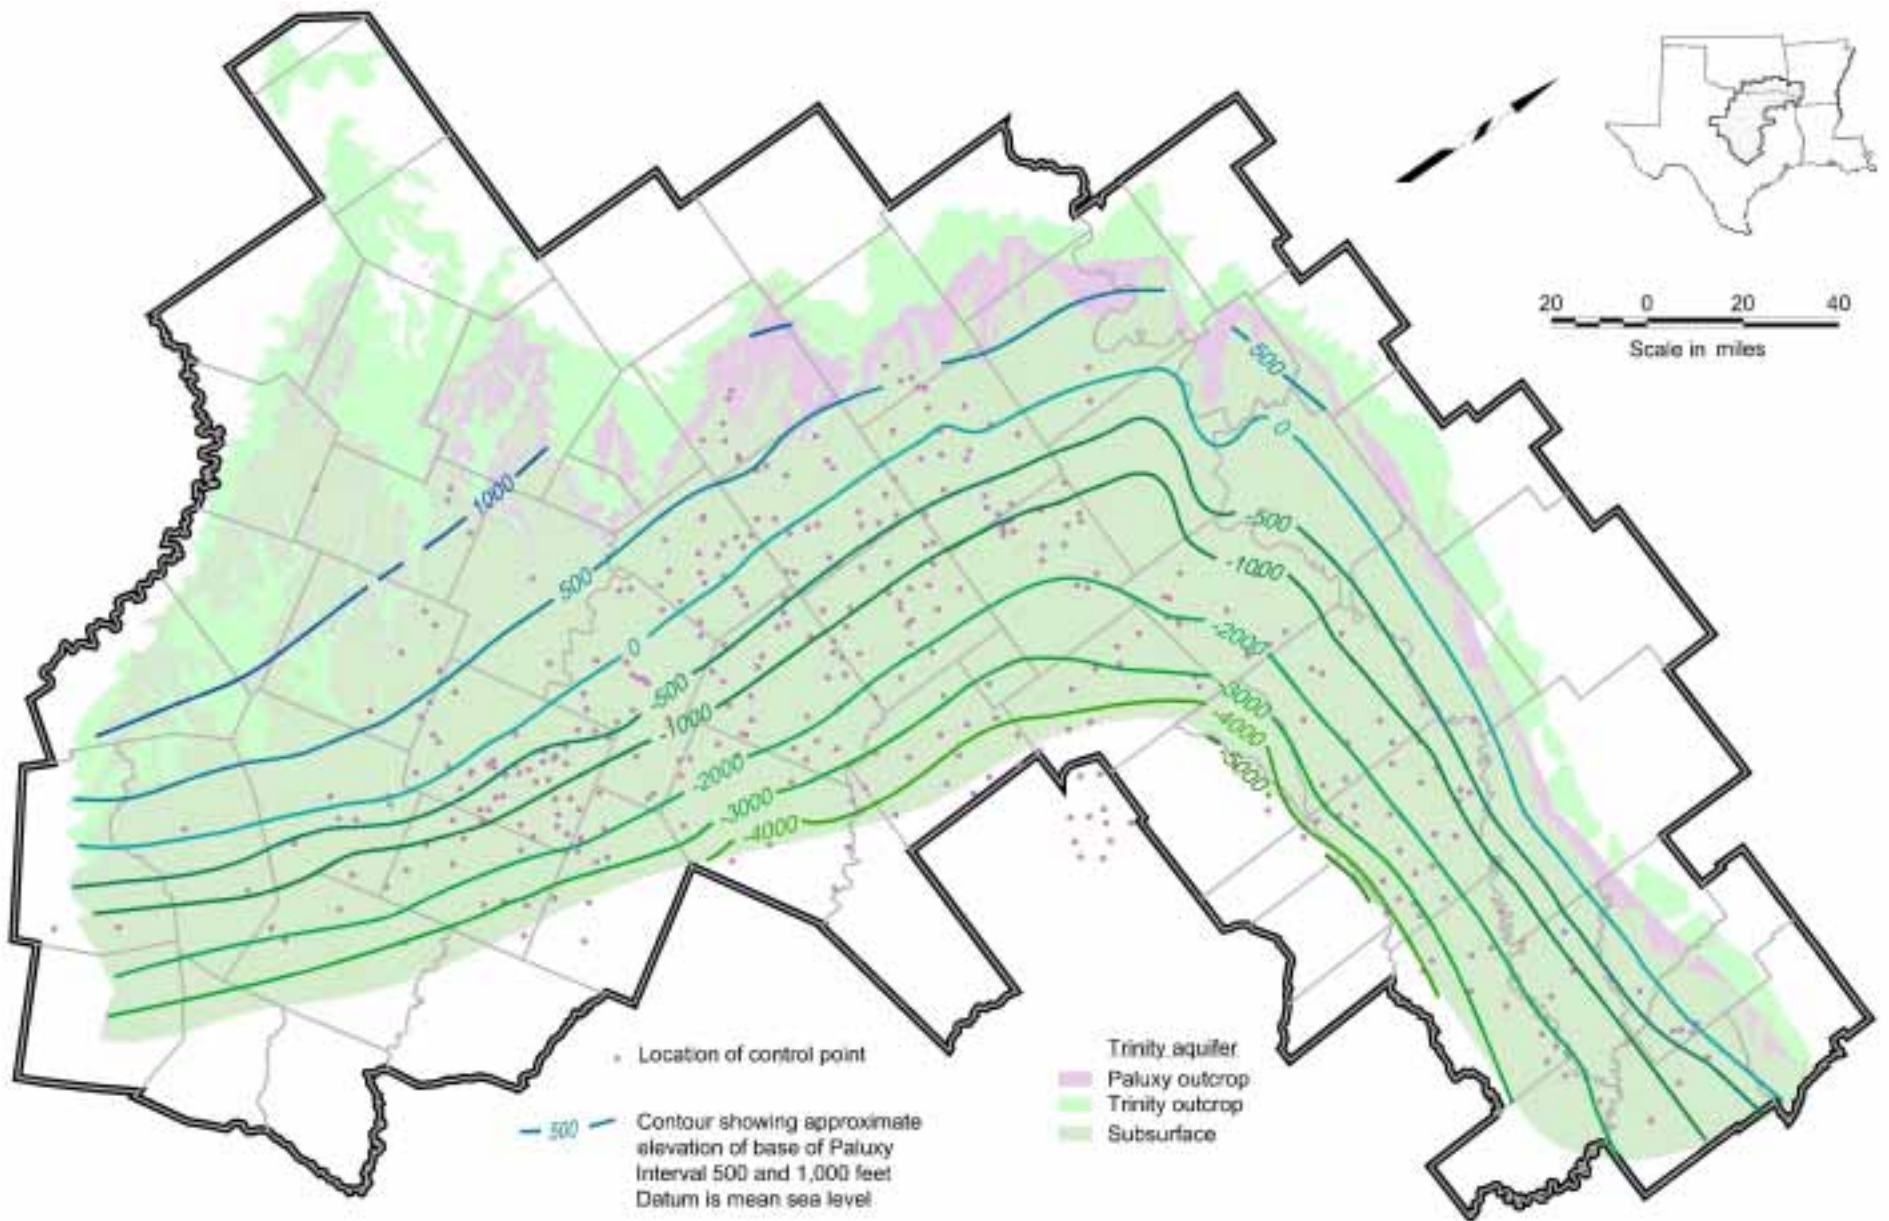 20 0 20 40
Scale in miles
500
0
1000
-500
500
-1000
0
-2000
-500
-3000
-1000
-4000
-2000
-5000
-3000
-4000
Location of control point
500
Contour showing approximate
elevation of base of Paluxy
Interval 500 and 1,000 feet
Datum is mean sea level
Trinity aquifer
Paluxy outcrop
Trinity outcrop
Subsurface